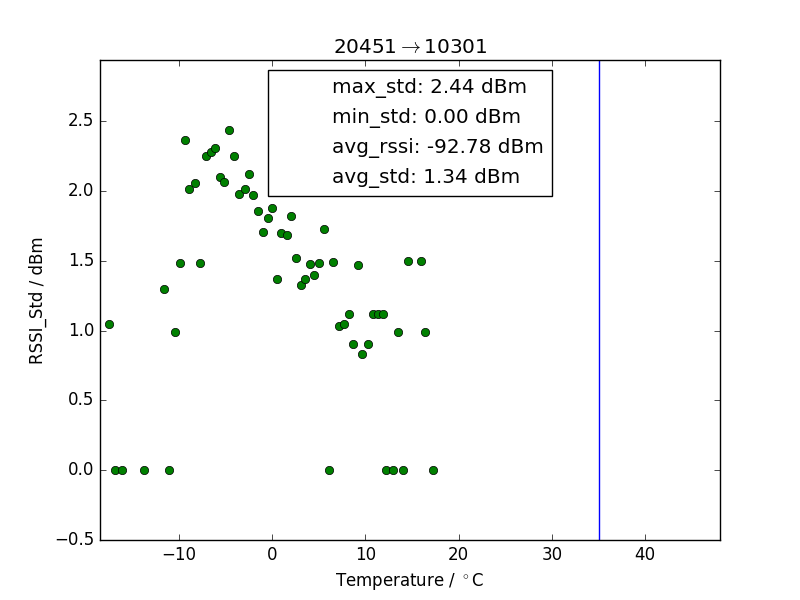 20451→10301
max_std: 2.44 dBm
min_std: 0.00 dBm
avg_rssi: -92.78 dBm
avg_std: 1.34 dBm
RSSI_Std / dBm
2.5
2.0
1.5
1.0
0.5
0.0
−0.5
−10 0 10 20 30 40
Temperature / °C